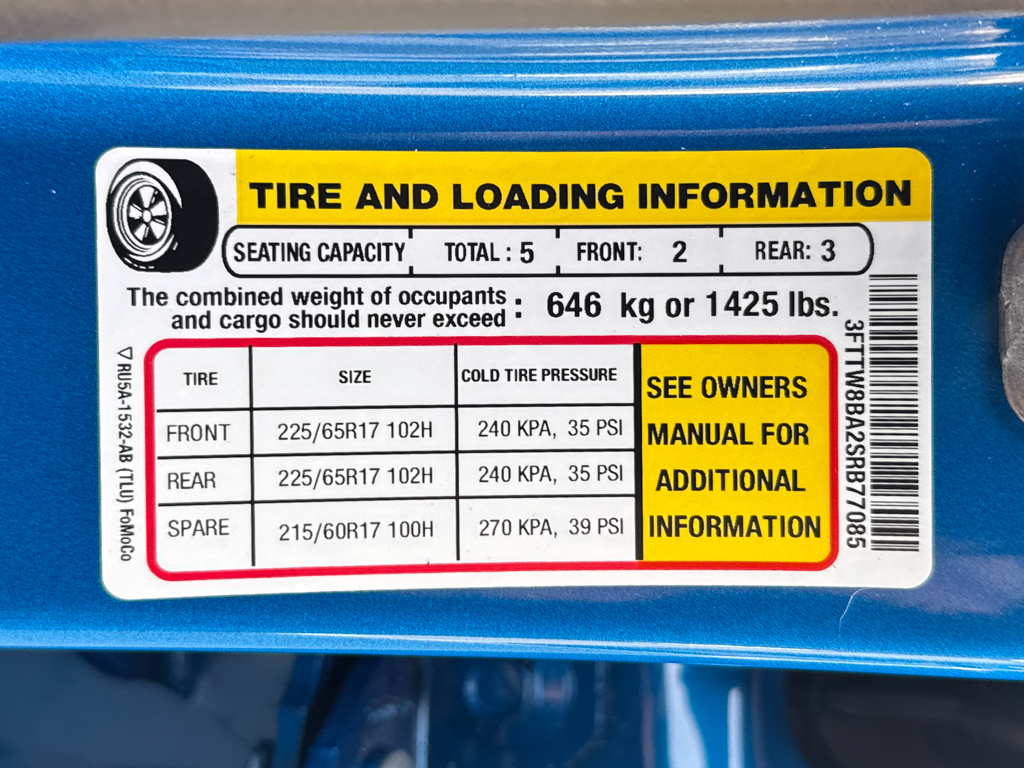 TIRE AND LOADING INFORMATION
SEATING CAPACITY TOTAL : 5 FRONT: 2 REAR: 3
The combined weight of occupants
and cargo should never exceed : 646 kg or 1425 lbs.
TIRE SIZE COLD TIRE PRESSURE
FRONT 225/65R17 102H 240 KPA, 35 PSI
REAR 225/65R17 102H 240 KPA, 35 PSI
SPARE 215/60R17 100H 270 KPA, 39 PSI
SEE OWNERS
MANUAL FOR
ADDITIONAL
INFORMATION
▽RU5A-1532-AB (TLU) FoMoCo
3FTTW8BA2SRB77085